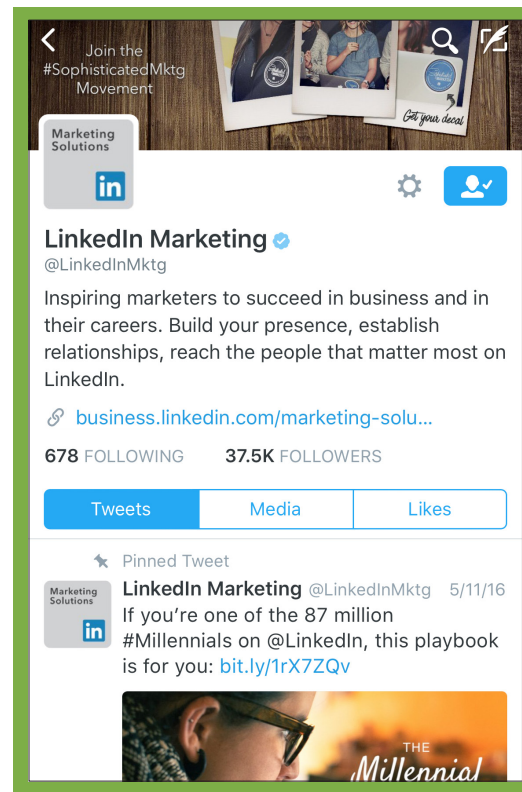 Join the
#SophisticatedMktg
Movement
Get your decal
Marketing
Solutions
in
LinkedIn Marketing
@LinkedInMktg
Inspiring marketers to succeed in business and in
their careers. Build your presence, establish
relationships, reach the people that matter most on
LinkedIn.
business.linkedin.com/marketing-solu...
678 FOLLOWING 37.5K FOLLOWERS
Tweets Media Likes
Pinned Tweet
Marketing
Solutions
in
LinkedIn Marketing @LinkedInMktg 5/11/16
If you're one of the 87 million
#Millennials on @LinkedIn, this playbook
is for you: bit.ly/1rX7ZQv
THE
Millennial